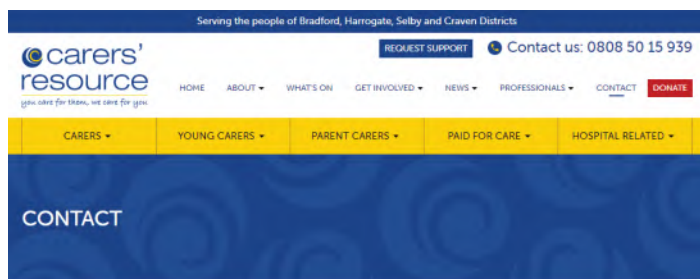 Serving the people of Bradford, Harrogate, Selby and Craven Districts
REQUEST SUPPORT Contact us: 0808 50 15 939
carers'
resource
you care for them, we care for you
HOME ABOUT WHAT'S ON GET INVOLVED NEWS PROFESSIONALS CONTACT DONATE
CARERS YOUNG CARERS PARENT CARERS PAID FOR CARE HOSPITAL RELATED
CONTACT